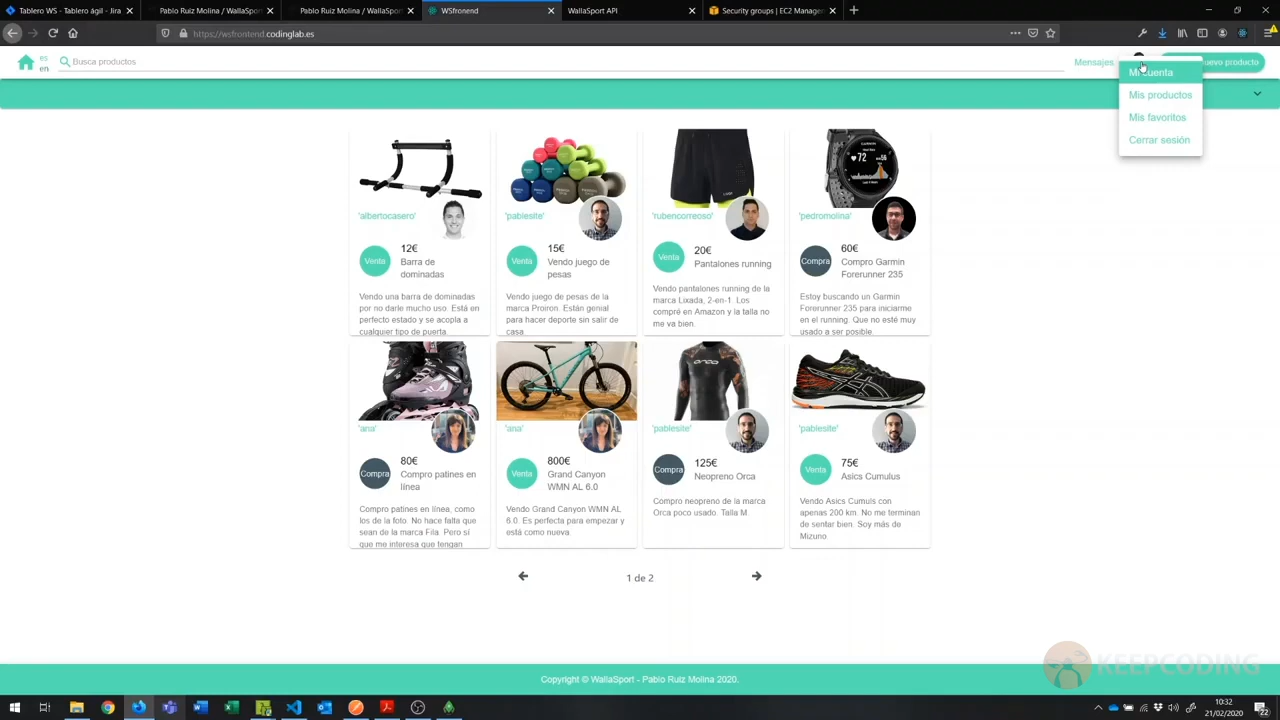 Tablero WS - Tablero ágil - Jira
Pablo Ruiz Molina / WallaSport
Pablo Ruiz Molina / WallaSport
WSfronend
WallaSport API
Security groups | EC2 Manager
https://wsfrontend.codinglab.es
es
en
Busca productos
Mensajes
nuevo producto
Mi cuenta
Mis productos
Mis favoritos
Cerrar sesión
GARMIN
72
56
'albertocasero'
'pablesite'
'rubencorreoso'
'pedromolina'
Venta
12€
Barra de
dominadas
Venta
15€
Vendo juego de
pesas
Venta
20€
Pantalones running
Compra
60€
Compro Garmin
Forerunner 235
Vendo una barra de dominadas
por no darle mucho uso. Está en
perfecto estado y se acopla a
cualquier tipo de puerta.
Vendo juego de pesas de la
marca Proiron. Están genial
para hacer deporte sin salir de
casa.
Vendo pantalones running de la
marca Lixada, 2-en-1. Los
compré en Amazon y la talla no
me va bien.
Estoy buscando un Garmin
Forerunner 235 para iniciarme
en el running. Que no esté muy
usado a ser posible.
orca
'ana'
'ana'
'pablesite'
'pablesite'
Compra
80€
Compro patines en
línea
Venta
800€
Grand Canyon
WMN AL 6.0
Compra
125€
Neopreno Orca
Venta
75€
Asics Cumulus
Compro patines en línea, como
los de la foto. No hace falta que
sean de la marca Fila. Pero sí
que me interesa que tengan
Vendo Grand Canyon WMN AL
6.0. Es perfecta para empezar y
está como nueva.
Compro neopreno de la marca
Orca poco usado. Talla M.
Vendo Asics Cumuls con
apenas 200 km. No me terminan
de sentar bien. Soy más de
Mizuno.
1 de 2
KEEPCODING
Copyright © WallaSport - Pablo Ruiz Molina 2020.
10:32
21/02/2020
22